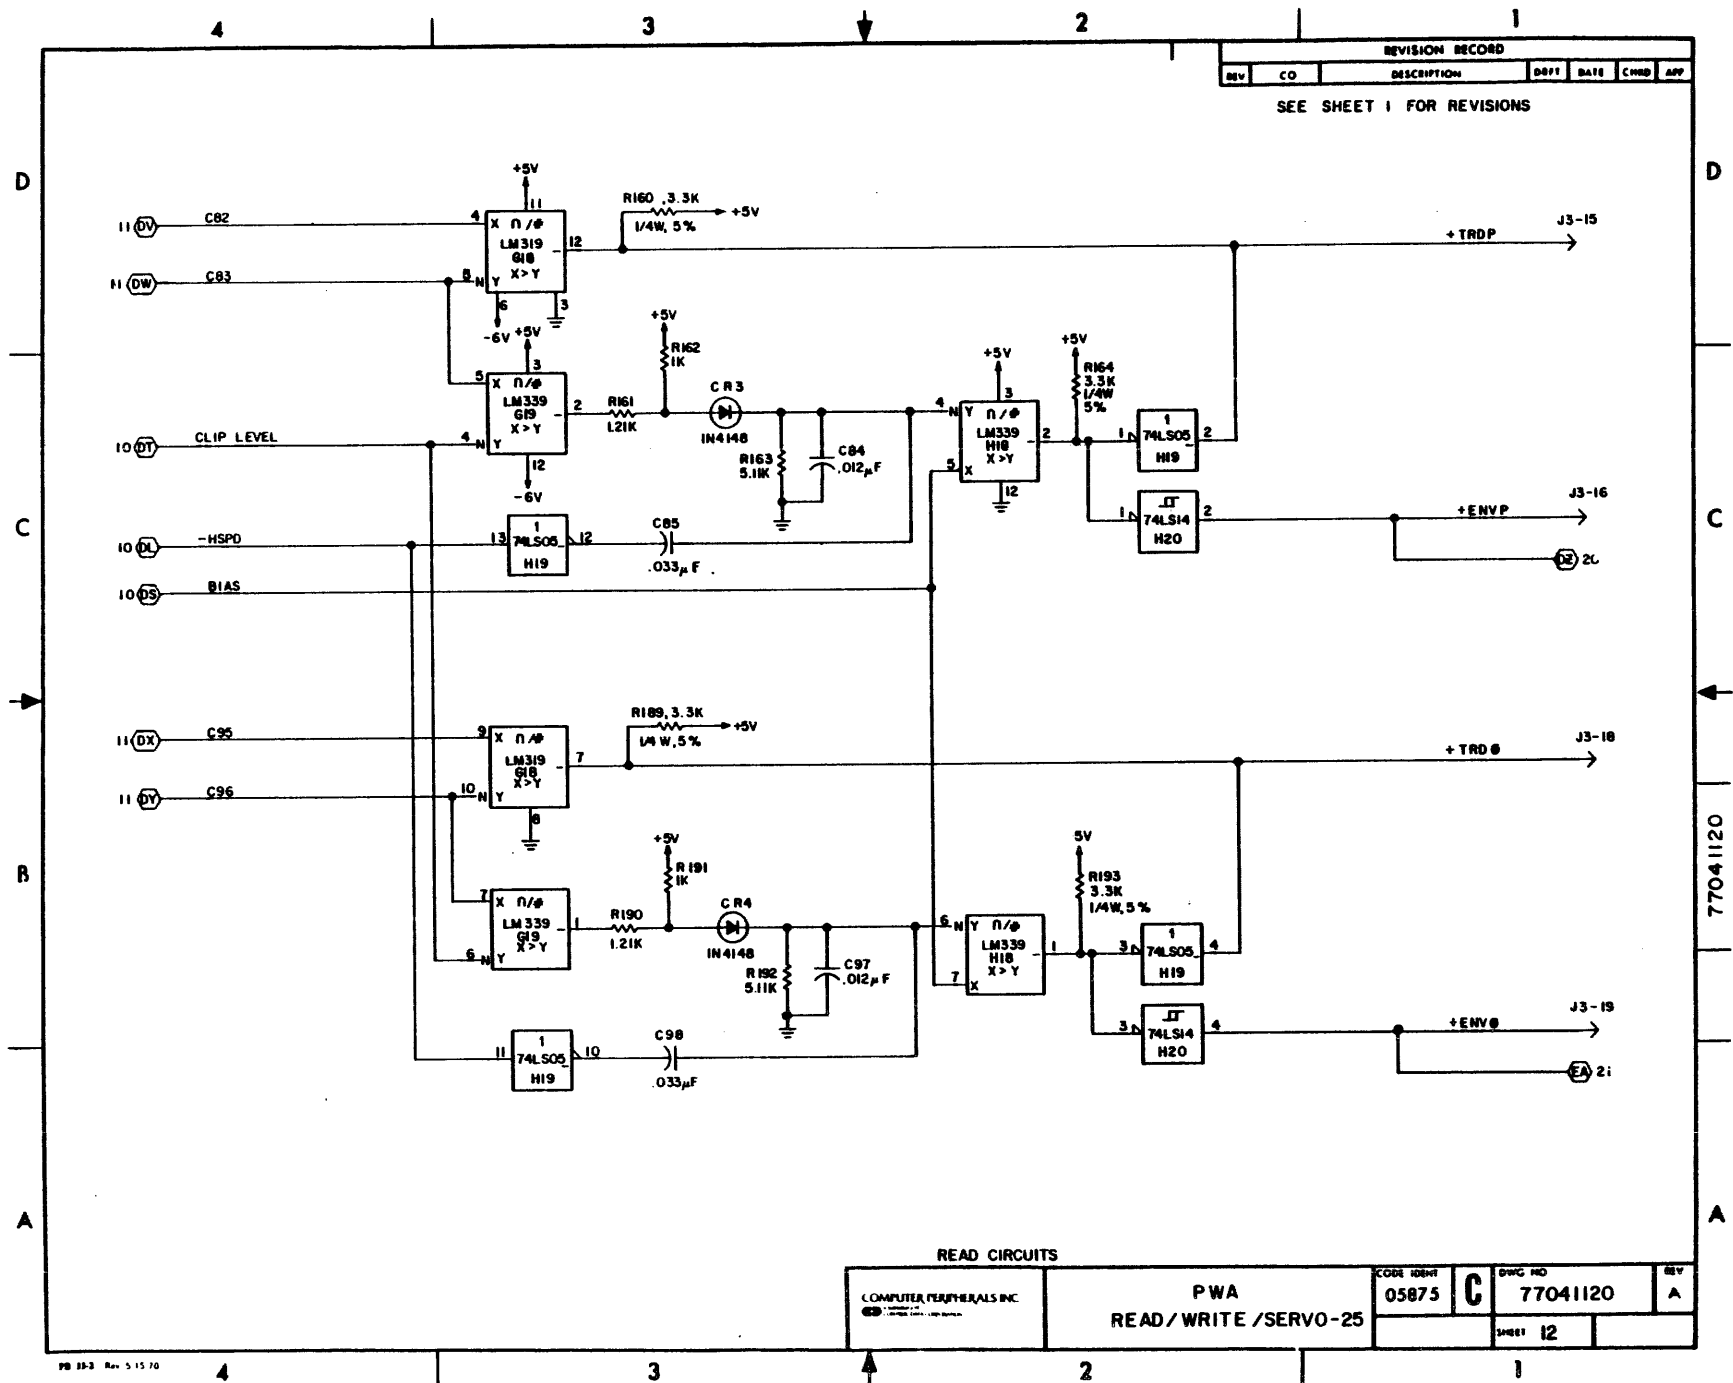 4 3 2 1
REVISION RECORD
REV CO DESCRIPTION DRFT DATE CHKD APP
SEE SHEET 1 FOR REVISIONS
D D
+5V
11
R160, 3.3K
+5V
1/4W, 5%
11 DV C82 4 X n/# LM319 G18 X>Y 12
+TRDP J3-15
11 DW C83 5 N Y
6 3
-6V +5V
3
+5V
R162
1K
5 X n/#
LM339
G19
X>Y
2
R161
1.21K
CR3
1N4148
10 DT CLIP LEVEL 4 N Y
12
-6V
R163
5.11K
C84
.012µF
+5V
3
4 N Y n/#
LM339
H18
X>Y
2
5 X
12
+5V
R164
3.3K
1/4W
5%
1 1 74LS05 H19 2
1 74LS14 H20 2
+ENVP J3-16
DZ
C C
10 DL -HSPD 13 1 74LS05 H19 12
C85
.033µF
10 DS BIAS
R189, 3.3K
+5V
1/4W, 5%
11 DX C95 9 X n/#
LM319
G18
X>Y
7
+TRDØ J3-18
11 DY C96 10 N Y
8
+5V
R191
1K
B
77041120
7 X n/#
LM339
G19
X>Y
1
6 N Y
R190
1.21K
CR4
1N4148
R192
5.11K
C97
.012µF
6 N Y n/#
LM339
H18
X>Y
1
7 X
5V
R193
3.3K
1/4W, 5%
3 1 74LS05 H19 4
3 74LS14 H20 4
+ENVØ J3-19
EA 21
11 1 74LS05 H19 10
C98
.033µF
A A
READ CIRCUITS
COMPUTER PERIPHERALS INC
PWA
READ/WRITE/SERVO-25
CODE IDENT
05875
C
DWG NO
77041120
REV
A
SHEET 12
Rev 5 15 70
4 3 2 1